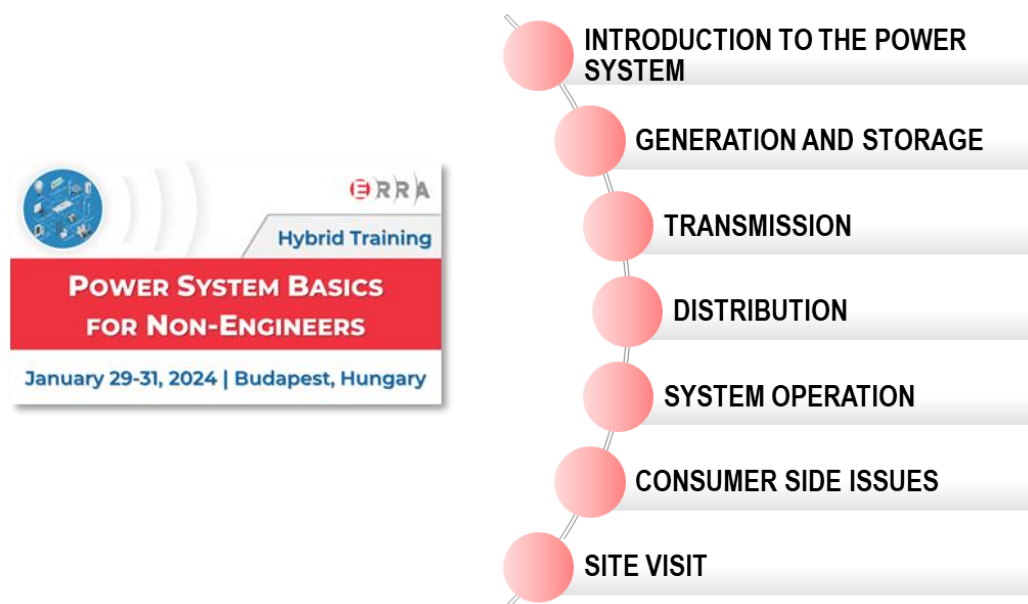 ERRA
Hybrid Training
POWER SYSTEM BASICS
FOR NON-ENGINEERS
January 29-31, 2024 | Budapest, Hungary
INTRODUCTION TO THE POWER
SYSTEM
GENERATION AND STORAGE
TRANSMISSION
DISTRIBUTION
SYSTEM OPERATION
CONSUMER SIDE ISSUES
SITE VISIT